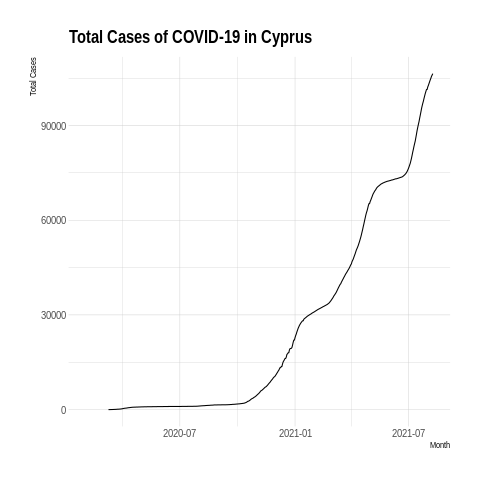 Total Cases of COVID-19 in Cyprus
Total Cases
90000
60000
30000
0
2020-07
2021-01
2021-07
Month